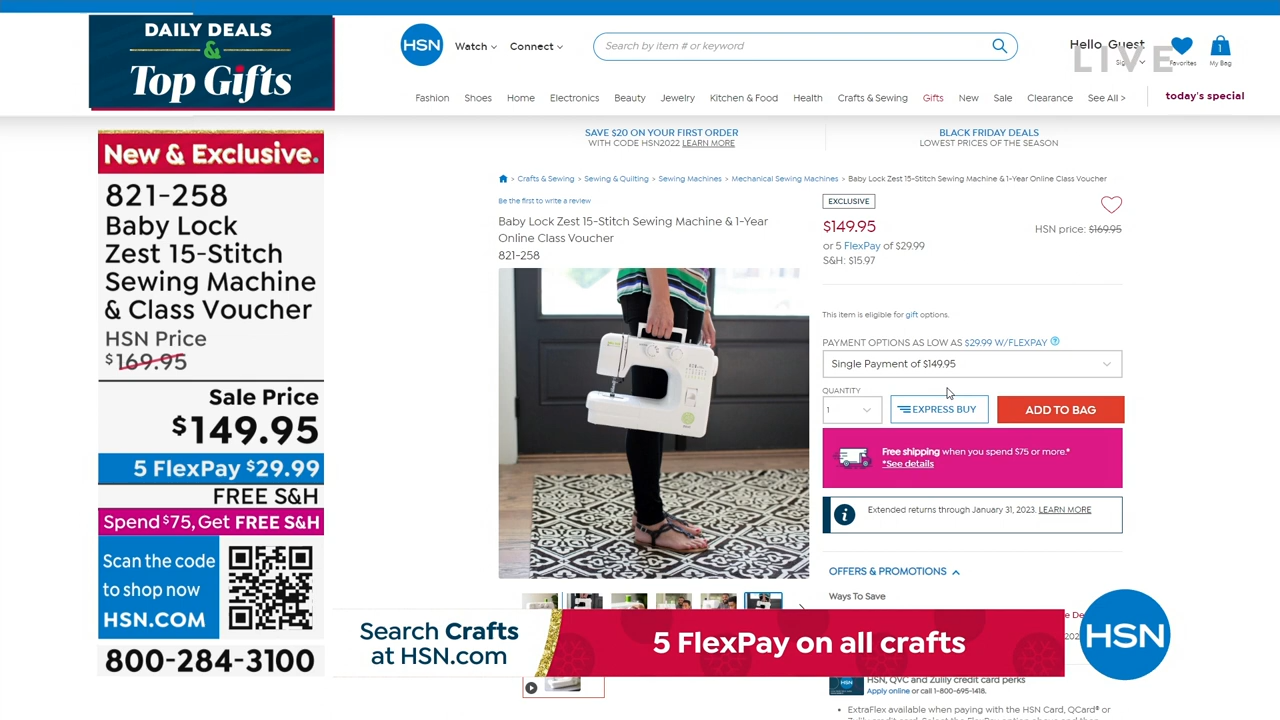 DAILY DEALS
&
Top Gifts
HSN
Watch
Connect
Search by item # or keyword
Hello, Guest
LIVE
Favorites
1
My Bag
Fashion Shoes Home Electronics Beauty Jewelry Kitchen & Food Health Crafts & Sewing Gifts New Sale Clearance See All >
today's special
SAVE $20 ON YOUR FIRST ORDER
WITH CODE HSN2022 LEARN MORE
BLACK FRIDAY DEALS
LOWEST PRICES OF THE SEASON
New & Exclusive.
821-258
Baby Lock
Zest 15-Stitch
Sewing Machine
& Class Voucher
HSN Price
$169.95
Sale Price
$149.95
5 FlexPay $29.99
FREE S&H
Spend $75, Get FREE S&H
Scan the code
to shop now
HSN.COM
800-284-3100
> Crafts & Sewing > Sewing & Quilting > Sewing Machines > Mechanical Sewing Machines > Baby Lock Zest 15-Stitch Sewing Machine & 1-Year Online Class Voucher
Be the first to write a review
Baby Lock Zest 15-Stitch Sewing Machine & 1-Year
Online Class Voucher
821-258
EXCLUSIVE
$149.95
HSN price: $169.95
or 5 FlexPay of $29.99
S&H: $15.97
This item is eligible for gift options.
PAYMENT OPTIONS AS LOW AS $29.99 W/FLEXPAY
Single Payment of $149.95
QUANTITY
1
EXPRESS BUY
ADD TO BAG
Free shipping when you spend $75 or more.*
*See details
Extended returns through January 31, 2023. LEARN MORE
OFFERS & PROMOTIONS
Ways To Save
Search Crafts
at HSN.com
5 FlexPay on all crafts
HSN
HSN, QVC and Zulily credit card perks
Apply online or call 1-800-695-1418.
• ExtraFlex available when paying with the HSN Card, QCard® or